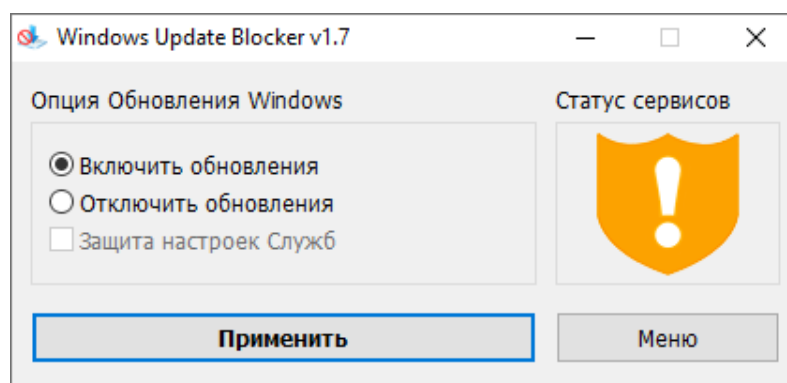 Windows Update Blocker v1.7
Опция Обновления Windows
Статус сервисов
Включить обновления
Отключить обновления
Защита настроек Служб
Применить
Меню